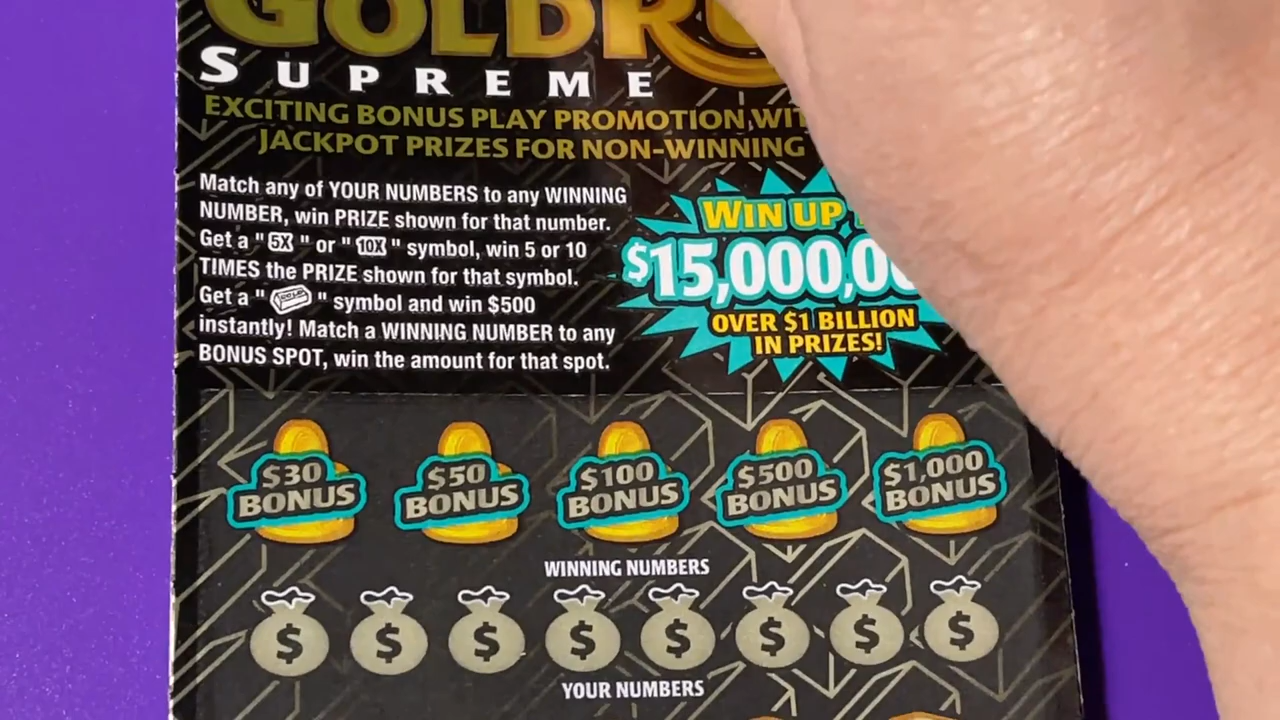 SUPREME
EXCITING BONUS PLAY PROMOTION
JACKPOT PRIZES FOR NON-WINNING
Match any of YOUR NUMBERS to any WINNING
NUMBER, win PRIZE shown for that number.
Get a "5X" or "10X" symbol, win 5 or 10
TIMES the PRIZE shown for that symbol.
Get a " " symbol and win $500
instantly! Match a WINNING NUMBER to any
BONUS SPOT, win the amount for that spot.
WIN UP
$15,000,0
OVER $1 BILLION
IN PRIZES!
$30 BONUS
$50 BONUS
$100 BONUS
$500 BONUS
$1,000 BONUS
WINNING NUMBERS
$ $ $ $ $ $ $ $
YOUR NUMBERS